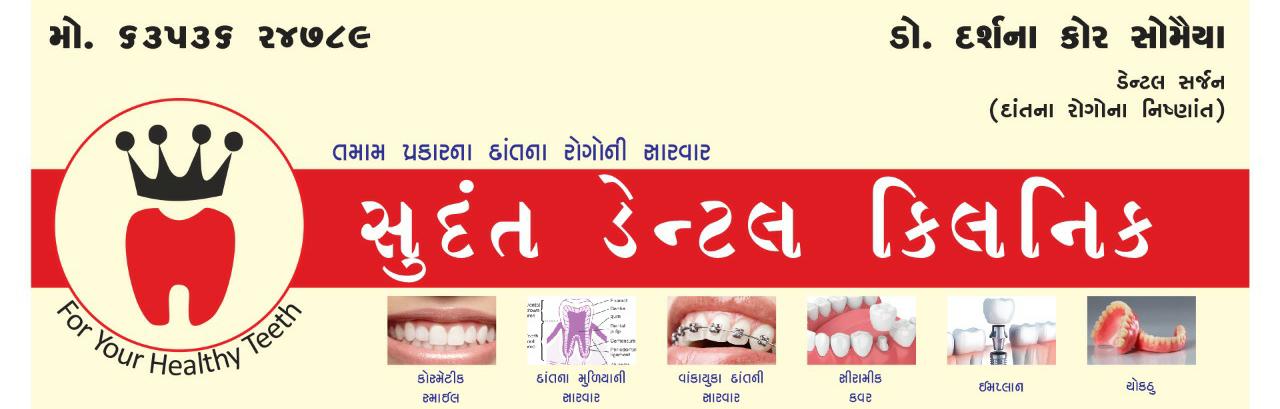 મો. ૬૩૫૩૬ ૨૪૭૮૯
ડો. દર્શના કોર સોમૈયા
ડેન્ટલ સર્જન
(દાંતના રોગોના નિષ્ણાંત)
તમામ પ્રકારના દાંતના રોગોની સારવાર
સુદંત ડેન્ટલ ક્લિનિક
For Your Healthy Teeth
કોસ્મેટીક
સ્માઈલ
દાંતના મુળિયાની
સારવાર
વાંકાચુકા દાંતની
સારવાર
સીરામીક
કવર
ઈમપ્લાન
ચોકઠુ